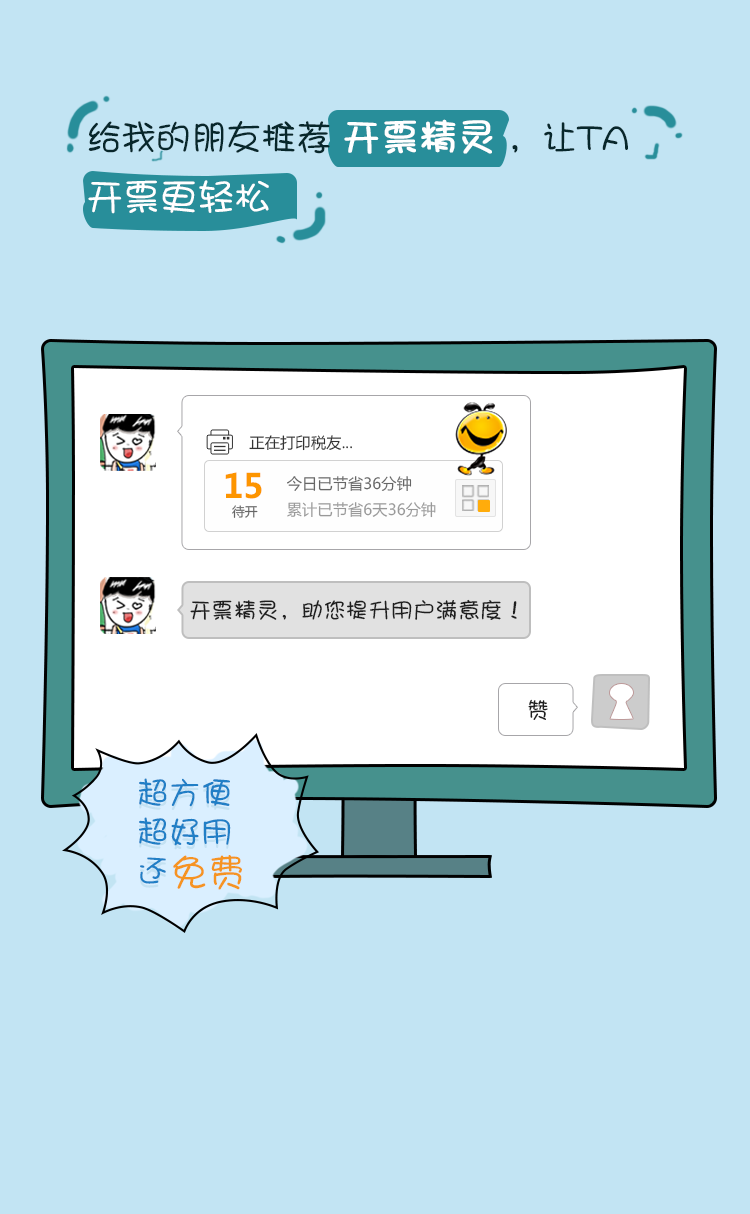 给我的朋友推荐 开票精灵，让TA
开票更轻松
正在打印税友...
15
待开
今日已节省36分钟
累计已节省6天36分钟
开票精灵，助您提升用户满意度！
赞
超方便
超好用
还免费